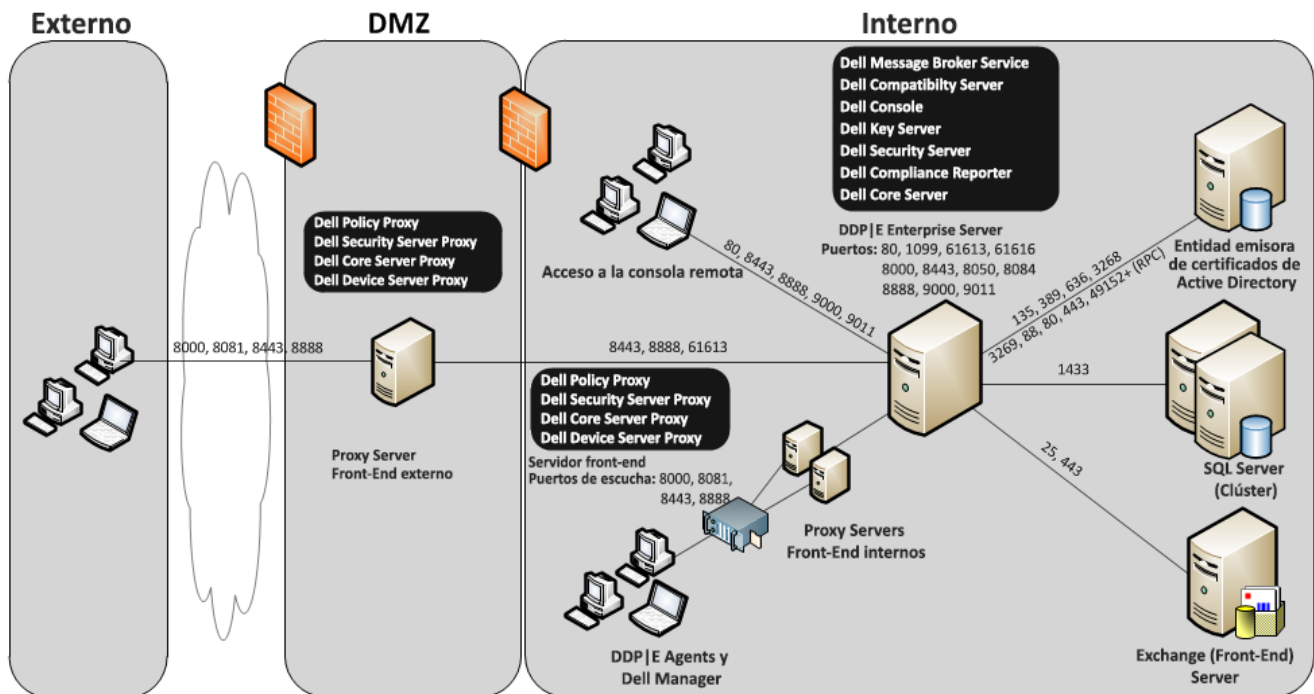 Externo
DMZ
Interno
Dell Message Broker Service
Dell Compatibilty Server
Dell Console
Dell Key Server
Dell Security Server
Dell Compliance Reporter
Dell Core Server
DDP|E Enterprise Server
Puertos: 80, 1099, 61613, 61616
8000, 8443, 8050, 8084
8888, 9000, 9011
Dell Policy Proxy
Dell Security Server Proxy
Dell Core Server Proxy
Dell Device Server Proxy
Acceso a la consola remota
80, 8443, 8888, 9000, 9011
Entidad emisora
de certificados de
Active Directory
135, 389, 636, 3268
3269, 88, 80, 443, 49152+ (RPC)
8000, 8081, 8443, 8888
8443, 8888, 61613
1433
Proxy Server
Front-End externo
Dell Policy Proxy
Dell Security Server Proxy
Dell Core Server Proxy
Dell Device Server Proxy
Servidor front-end
Puertos de escucha: 8000, 8081,
8443, 8888
SQL Server
(Clúster)
25, 443
Proxy Servers
Front-End internos
DDP|E Agents y
Dell Manager
Exchange (Front-End)
Server